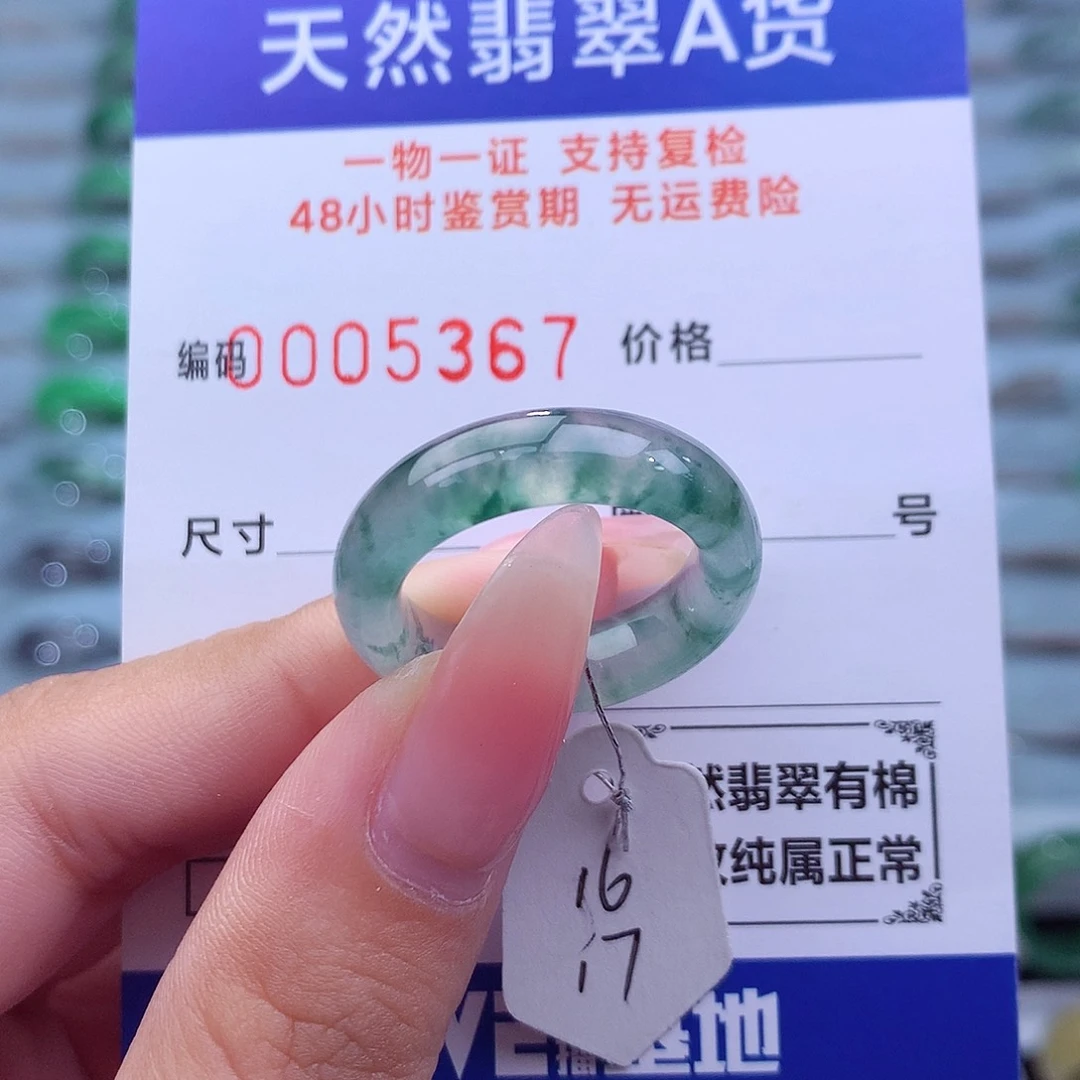 天然翡翠A货
一物一证 支持复检
48小时鉴赏期 无运费险
编码 0005367 价格
尺寸 号
然翡翠有棉
纹纯属正常
16
17
基地